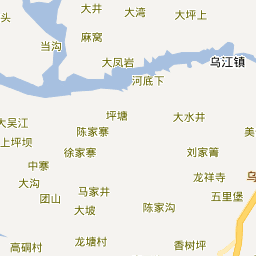 大井
大湾
大坪上
头
麻窝
当沟
大凤岩
乌江镇
河底下
坪塘
大水井
大吴江
陈家寨
美
上坪坝
徐家寨
刘家箐
中寨
龙祥寺
乌
大沟
马家井
团山
五里堡
大坡
陈家沟
高硐村
龙塘村
香树坪